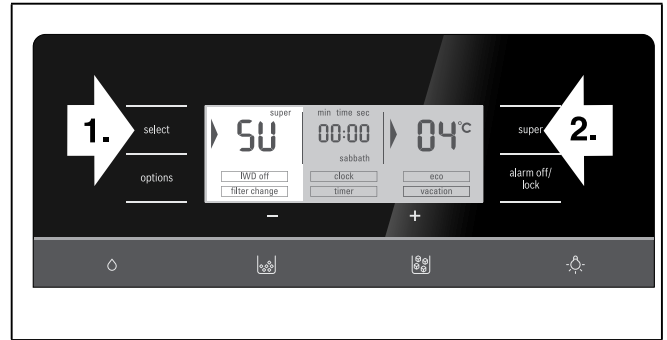 1.
select
options
super
SU
min time sec
00:00
sabbath
04°C
IWD off
filter change
clock
timer
eco
vacation
super
2.
alarm off/
lock
−
+